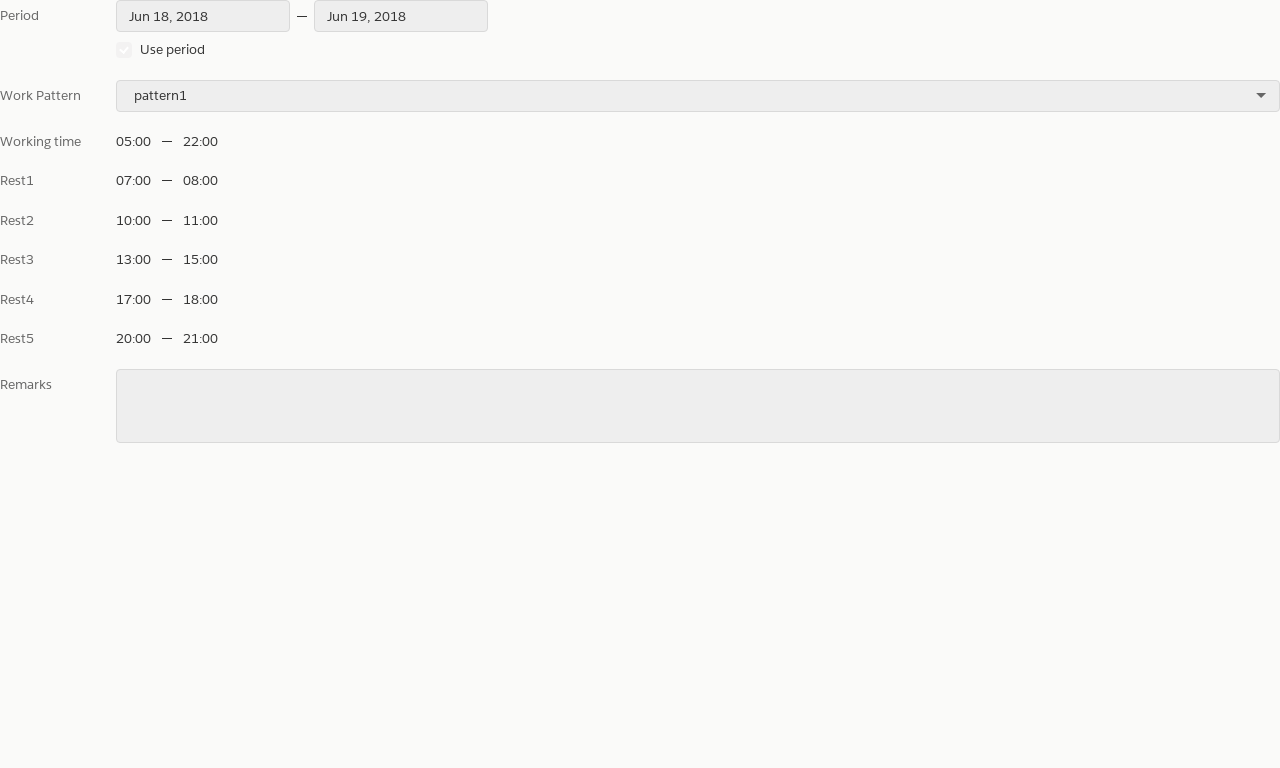 Period Jun 18, 2018 — Jun 19, 2018
Use period
Work Pattern pattern1
Working time 05:00 — 22:00
Rest1 07:00 — 08:00
Rest2 10:00 — 11:00
Rest3 13:00 — 15:00
Rest4 17:00 — 18:00
Rest5 20:00 — 21:00
Remarks